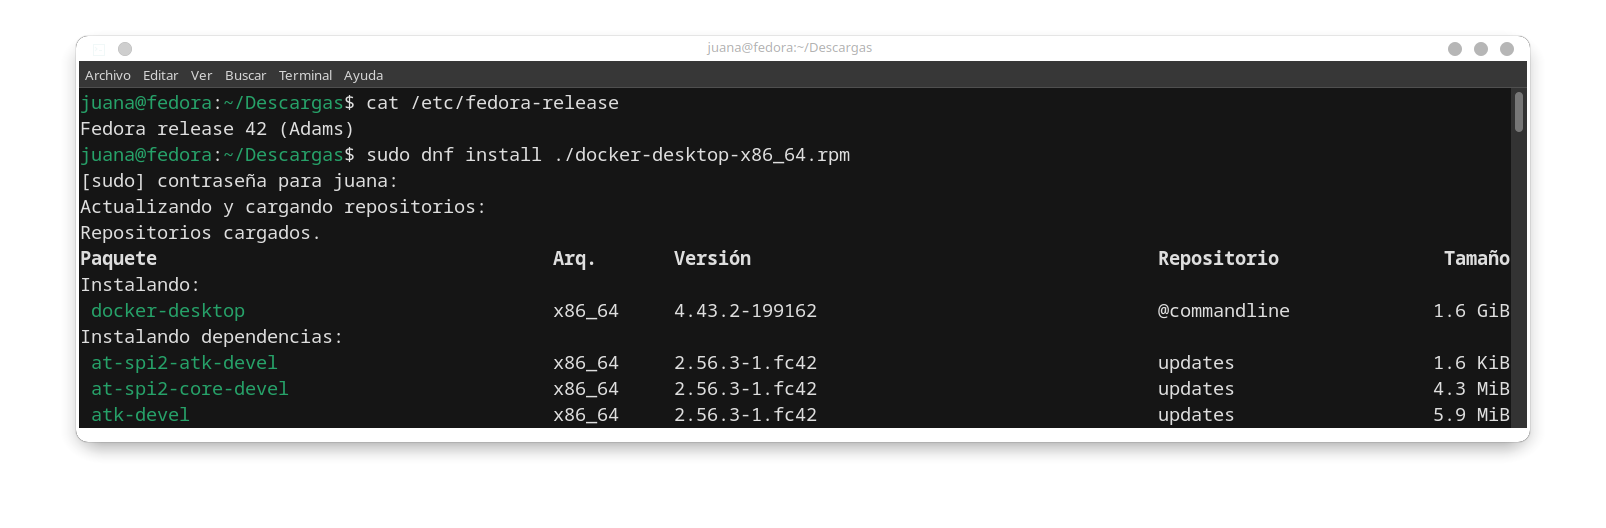 juana@fedora:~/Descargas
Archivo Editar Ver Buscar Terminal Ayuda
juana@fedora:~/Descargas$ cat /etc/fedora-release
Fedora release 42 (Adams)
juana@fedora:~/Descargas$ sudo dnf install ./docker-desktop-x86_64.rpm
[sudo] contraseña para juana:
Actualizando y cargando repositorios:
Repositorios cargados.
Paquete Arq. Versión Repositorio Tamaño
Instalando:
docker-desktop x86_64 4.43.2-199162 @commandline 1.6 GiB
Instalando dependencias:
at-spi2-atk-devel x86_64 2.56.3-1.fc42 updates 1.6 KiB
at-spi2-core-devel x86_64 2.56.3-1.fc42 updates 4.3 MiB
atk-devel x86_64 2.56.3-1.fc42 updates 5.9 MiB